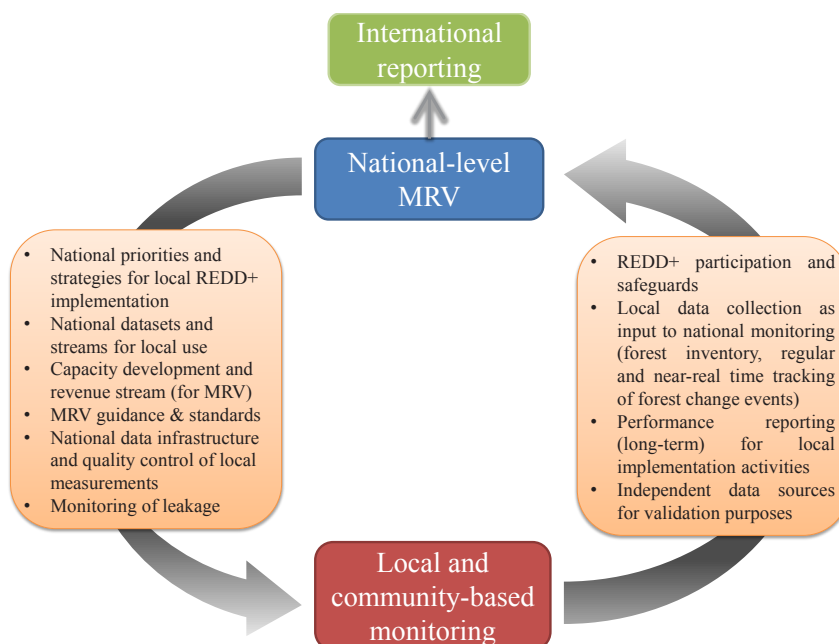 International
reporting
National-level
MRV
• National priorities and
strategies for local REDD+
implementation
• National datasets and
streams for local use
• Capacity development and
revenue stream (for MRV)
• MRV guidance & standards
• National data infrastructure
and quality control of local
measurements
• Monitoring of leakage
• REDD+ participation and
safeguards
• Local data collection as
input to national monitoring
(forest inventory, regular
and near-real time tracking
of forest change events)
• Performance reporting
(long-term) for local
implementation activities
• Independent data sources
for validation purposes
Local and
community-based
monitoring